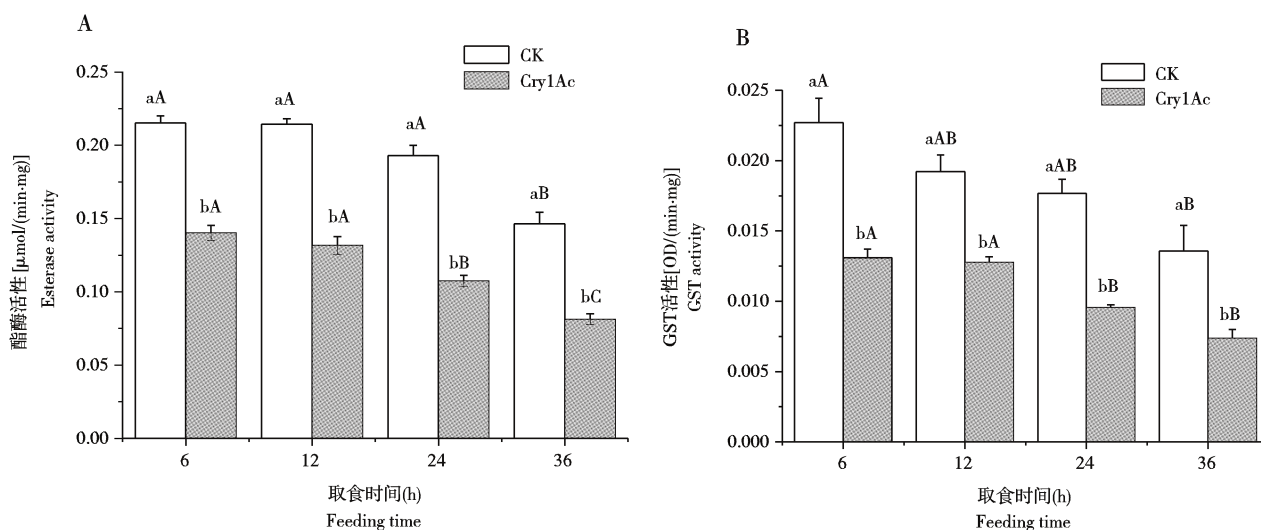 A
CK
Cry1Ac
酯酶活性 [μmol/(min·mg)]
Esterase activity
0.25
0.20
0.15
0.10
0.05
0.00
aA
aA
aA
aB
bA
bA
bB
bC
6 12 24 36
取食时间(h)
Feeding time
B
CK
Cry1Ac
GST活性[OD/(min·mg)]
GST activity
0.025
0.020
0.015
0.010
0.005
0.000
aA
aAB
aAB
aB
bA
bA
bB
bB
6 12 24 36
取食时间(h)
Feeding time